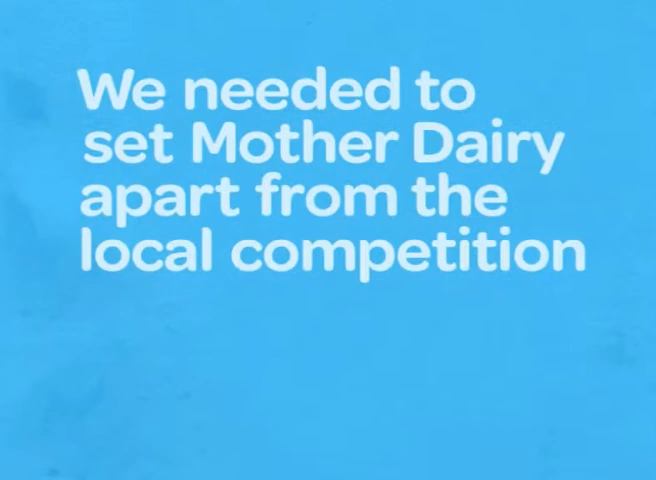 We needed to
set Mother Dairy
apart from the
local competition